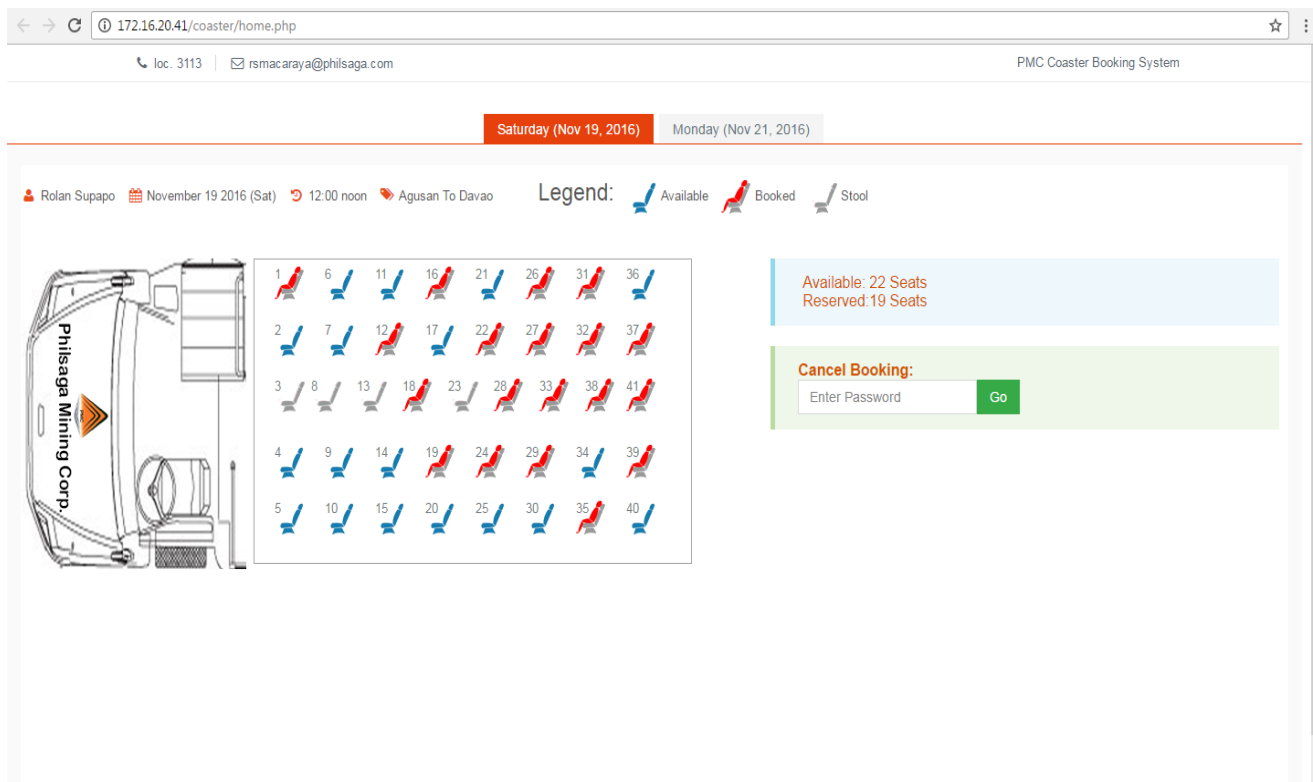 172.16.20.41/coaster/home.php
loc. 3113 rsmacaraya@philsaga.com PMC Coaster Booking System
Saturday (Nov 19, 2016) Monday (Nov 21, 2016)
Rolan Supapo November 19 2016 (Sat) 12:00 noon Agusan To Davao Legend: Available Booked Stool
Philsaga Mining Corp.
1 6 11 16 21 26 31 36
2 7 12 17 22 27 32 37
3 8 13 18 23 28 33 38 41
4 9 14 19 24 29 34 39
5 10 15 20 25 30 35 40
Available: 22 Seats
Reserved:19 Seats
Cancel Booking:
Enter Password Go